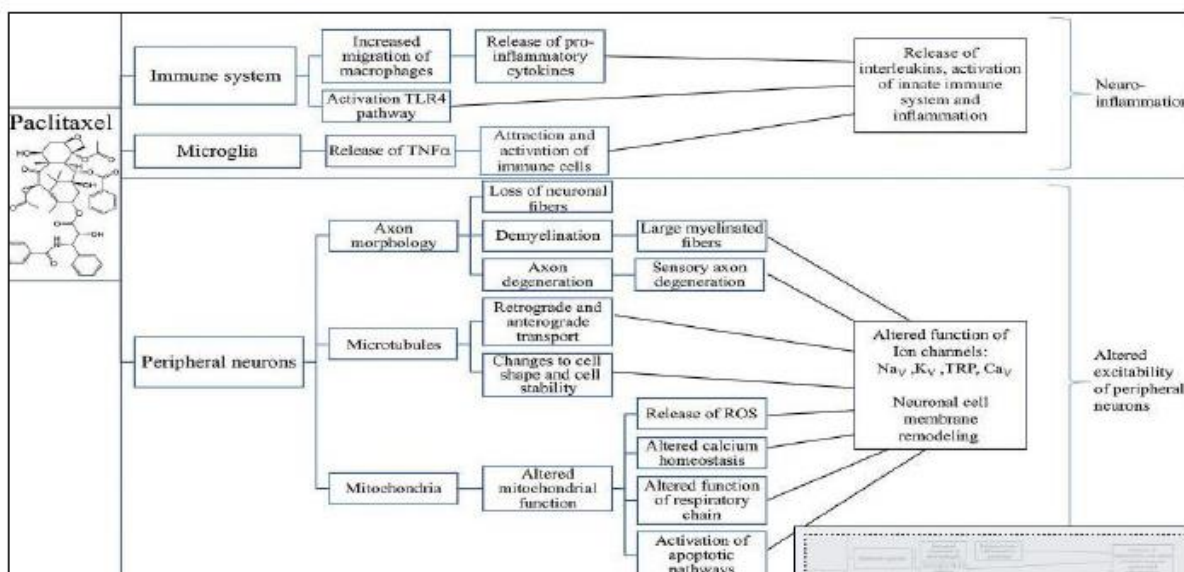 Paclitaxel
Immune system
Increased
migration of
macrophages
Release of pro-
inflammatory
cytokines
Activation TLR4
pathway
Microglia
Release of TNFα
Attraction and
activation of
immune cells
Release of
interleukins, activation
of innate immune
system and
inflammation
Neuro-
inflammation
Peripheral neurons
Axon
morphology
Loss of neuronal
fibers
Demyelination
Large myelinated
fibers
Axon
degeneration
Sensory axon
degeneration
Microtubules
Retrograde and
anterograde
transport
Changes to cell
shape and cell
stability
Mitochondria
Altered
mitochondrial
function
Release of ROS
Altered calcium
homeostasis
Altered function
of respiratory
chain
Activation of
apoptotic
pathways
Altered function of
Ion channels:
NaV ,KV ,TRP, CaV
Neuronal cell
membrane
remodeling
Altered
excitability
of peripheral
neurons